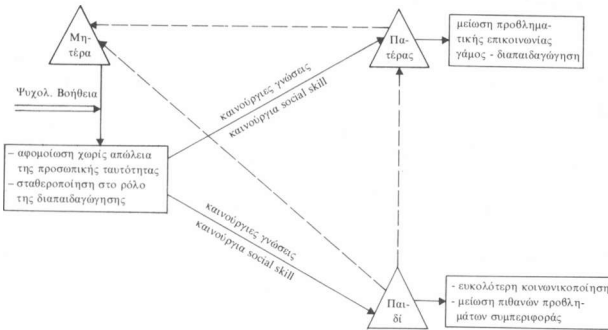 Μη-
τέρα
Πα-
τέρας
μείωση προβλημα-
τικής επικοινωνίας
γάμος - διαπαιδαγώγηση
Ψυχολ. Βοήθεια
καινούργιες γνώσεις
καινούργια social skill
– αφομοίωση χωρίς απώλεια
της προσωπικής ταυτότητας
– σταθεροποίηση στο ρόλο
της διαπαιδαγώγησης
καινούργιες γνώσεις
καινούργια social skill
Παι-
δί
- ευκολότερη κοινωνικοποίηση
- μείωση πιθανών προβλη-
μάτων συμπεριφοράς